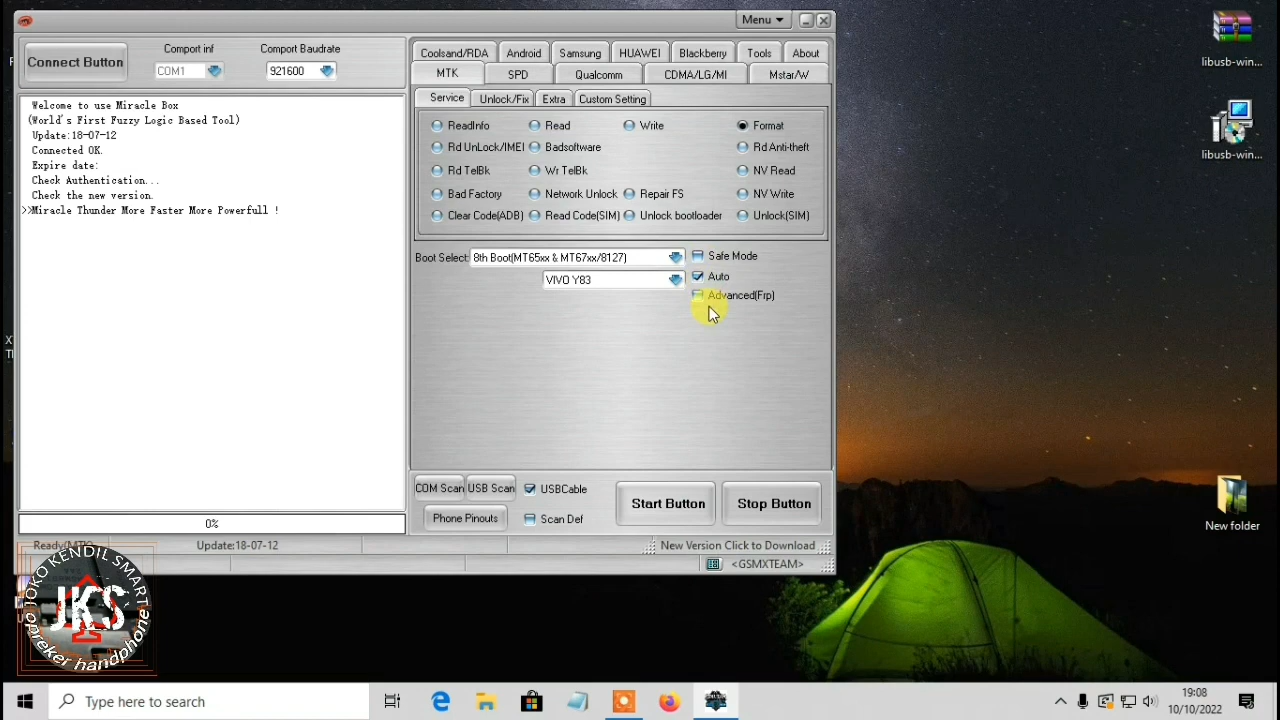 Menu
Connect Button
Comport inf
Comport Baudrate
COM1
921600
Welcome to use Miracle Box
(World's First Fuzzy Logic Based Tool)
Update:18-07-12
Connected OK.
Expire date:
Check Authentication...
Check the new version.
>>Miracle Thunder More Faster More Powerfull !
0%
Coolsand/RDA
Android
Samsung
HUAWEI
Blackberry
Tools
About
MTK
SPD
Qualcomm
CDMA/LG/MI
Mstar/W
Service
Unlock/Fix
Extra
Custom Setting
ReadInfo
Read
Write
Format
Rd UnLock/IMEI
Badsoftware
Rd Anti-theft
Rd TelBk
Wr TelBk
NV Read
Bad Factory
Network Unlock
Repair FS
NV Write
Clear Code(ADB)
Read Code(SIM)
Unlock bootloader
Unlock(SIM)
Boot Select:
8th Boot(MT65xx & MT67xx/8127)
Safe Mode
VIVO Y83
Auto
Advanced(Frp)
COM Scan
USB Scan
USBCable
Start Button
Stop Button
Phone Pinouts
Scan Def
Ready(MTK)
Update:18-07-12
New Version Click to Download
<GSMXTEAM>
libusb-win...
libusb-win...
New folder
JOKO KENDIL SMART
JKS
opreker handphone
Type here to search
19:08
10/10/2022